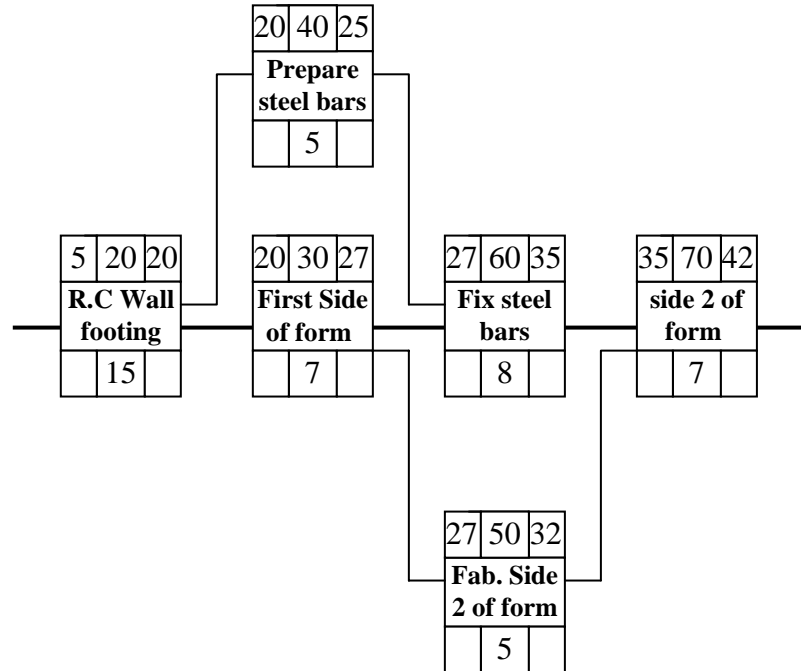 20 40 25
Prepare
steel bars
5
5 20 20
R.C Wall
footing
15
20 30 27
First Side
of form
7
27 60 35
Fix steel
bars
8
35 70 42
side 2 of
form
7
27 50 32
Fab. Side
2 of form
5